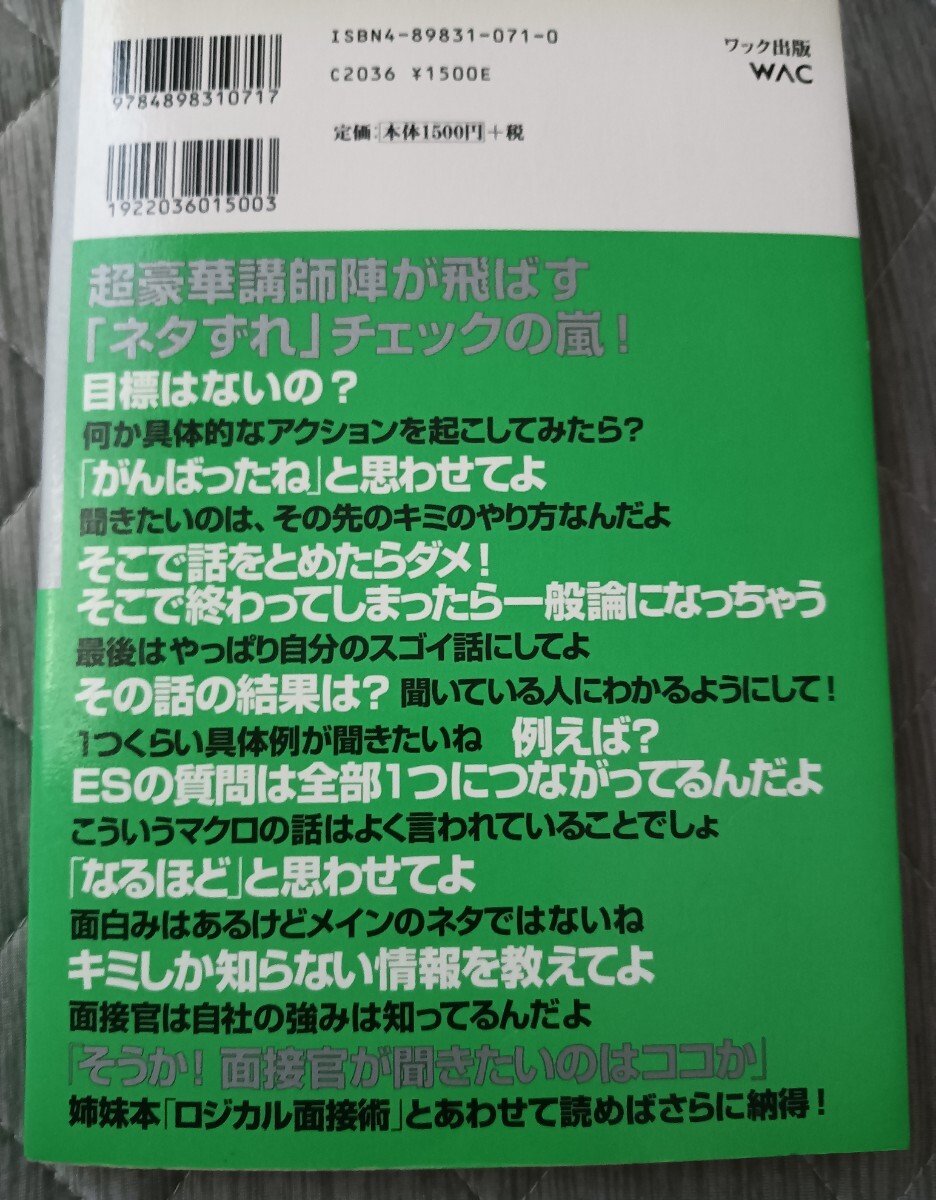 ISBN4-89831-071-0
C2036 ¥1500E
ワック出版
WAC
9784898310717
定価：本体1500円+税
1922036015003
超豪華講師陣が飛ばす
「ネタずれ」チェックの嵐！
目標はないの？
何か具体的なアクションを起こしてみたら？
「がんばったね」と思わせてよ
聞きたいのは、その先のキミのやり方なんだよ
そこで話をとめたらダメ！
そこで終わってしまったら一般論になっちゃう
最後はやっぱり自分のスゴイ話にしてよ
その話の結果は？ 聞いている人にわかるようにして！
1つくらい具体例が聞きたいね 例えば？
ESの質問は全部1つにつながってるんだよ
こういうマクロの話はよく言われていることでしょ
「なるほど」と思わせてよ
面白みはあるけどメインのネタではないね
キミしか知らない情報を教えてよ
面接官は自社の強みは知ってるんだよ
「そうか！ 面接官が聞きたいのはココか」
姉妹本「ロジカル面接術」とあわせて読めばさらに納得！